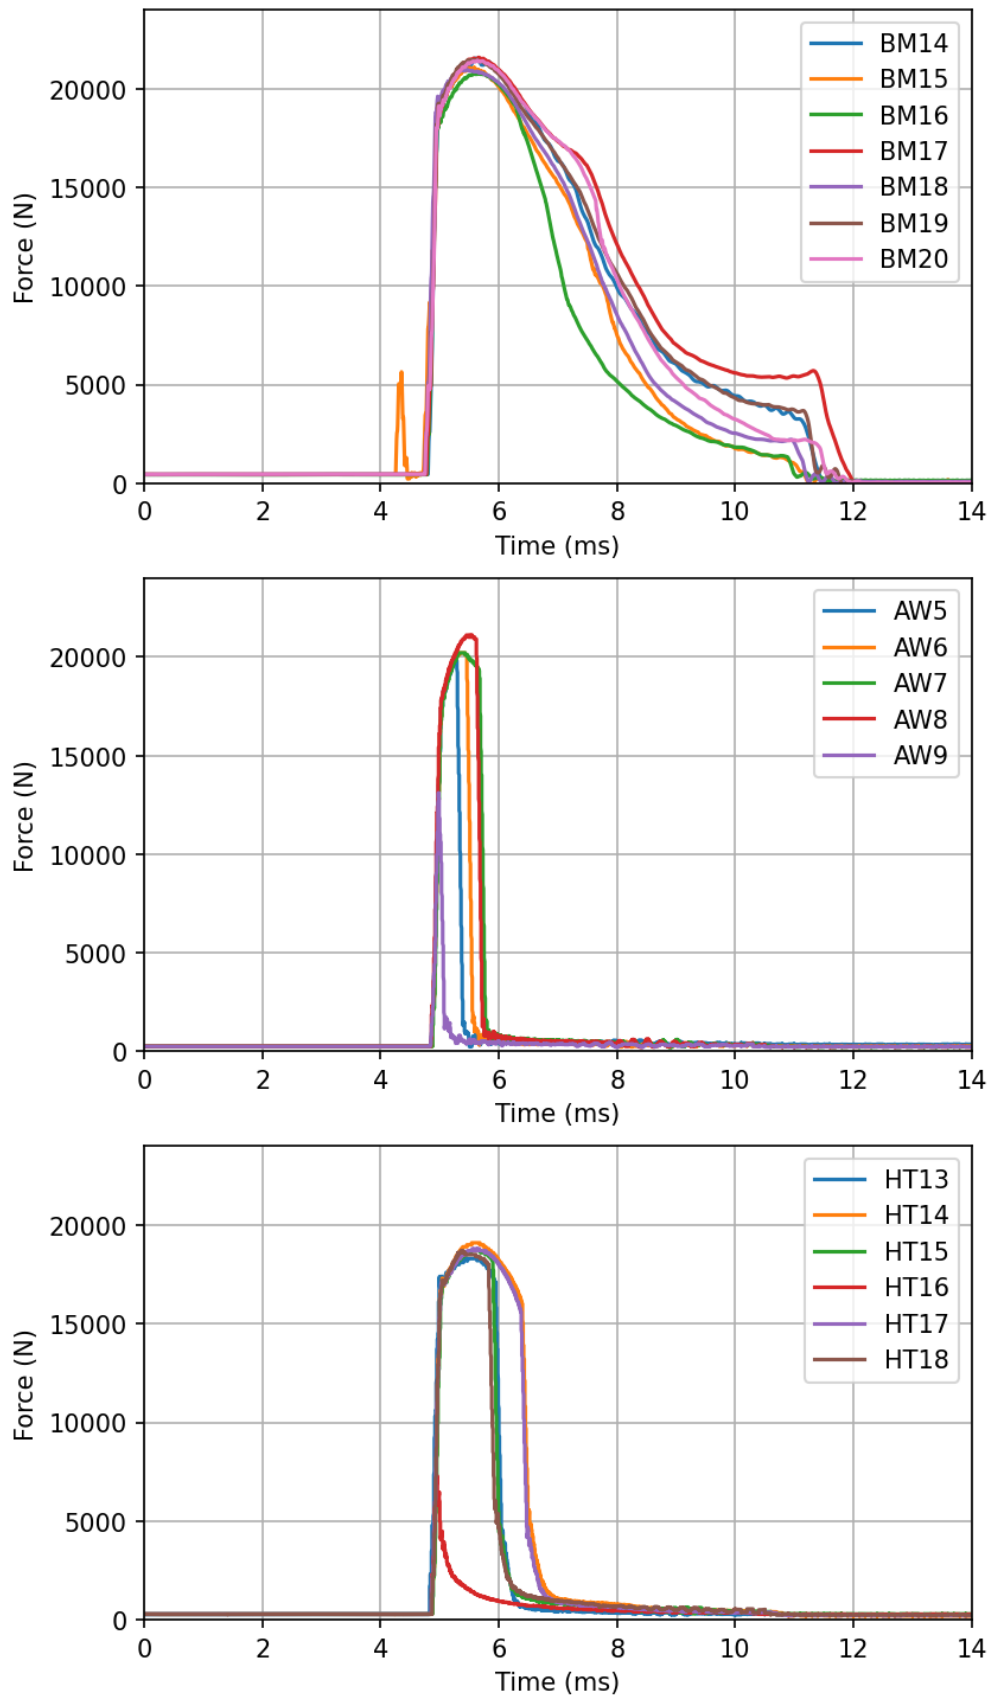 20000
15000
10000
5000
0
Force (N)
0 2 4 6 8 10 12 14
Time (ms)
BM14
BM15
BM16
BM17
BM18
BM19
BM20
20000
15000
10000
5000
0
Force (N)
0 2 4 6 8 10 12 14
Time (ms)
AW5
AW6
AW7
AW8
AW9
20000
15000
10000
5000
0
Force (N)
0 2 4 6 8 10 12 14
Time (ms)
HT13
HT14
HT15
HT16
HT17
HT18